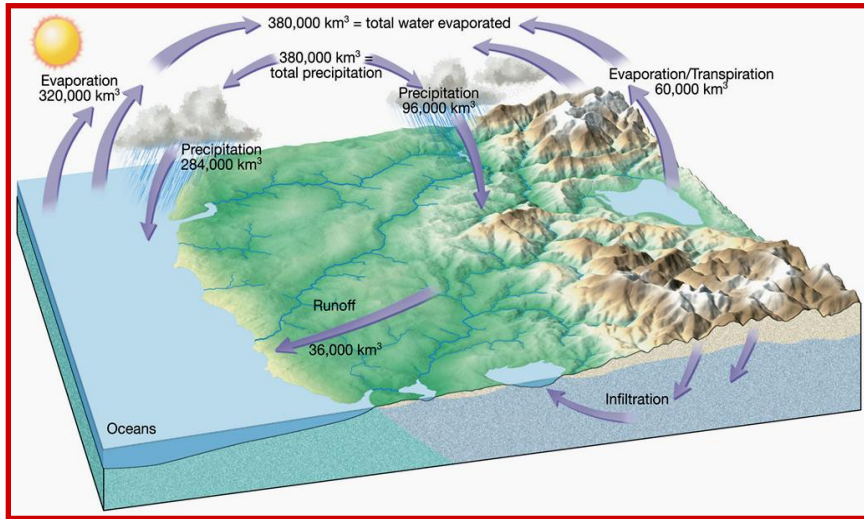 380,000 km³ = total water evaporated
380,000 km³ =
total precipitation
Evaporation
320,000 km³
Evaporation/Transpiration
60,000 km³
Precipitation
96,000 km³
Precipitation
284,000 km³
Runoff
36,000 km³
Infiltration
Oceans